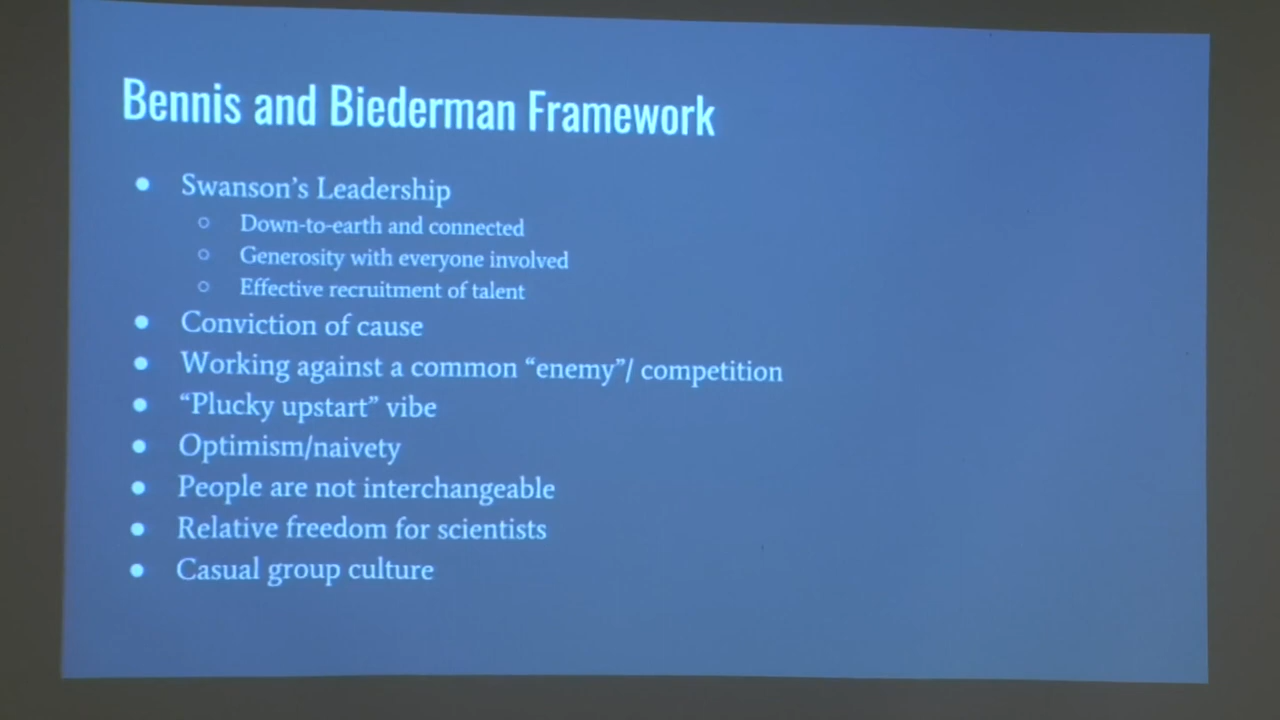 Bennis and Biederman Framework
● Swanson's Leadership
○ Down-to-earth and connected
○ Generosity with everyone involved
○ Effective recruitment of talent
● Conviction of cause
● Working against a common “enemy”/ competition
● “Plucky upstart” vibe
● Optimism/naivety
● People are not interchangeable
● Relative freedom for scientists
● Casual group culture